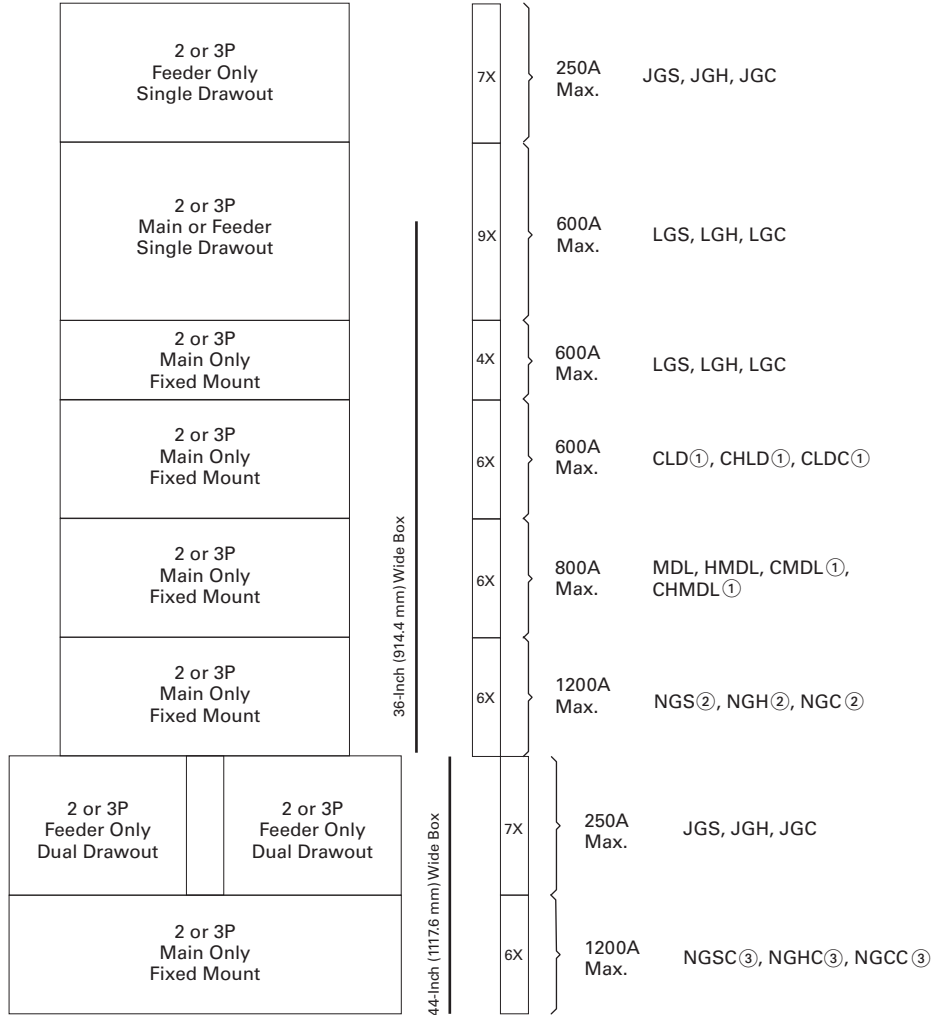 2 or 3P
Feeder Only
Single Drawout
7X
250A
Max.
JGS, JGH, JGC
2 or 3P
Main or Feeder
Single Drawout
9X
600A
Max.
LGS, LGH, LGC
2 or 3P
Main Only
Fixed Mount
4X
600A
Max.
LGS, LGH, LGC
2 or 3P
Main Only
Fixed Mount
6X
600A
Max.
CLD①, CHLD①, CLDC①
2 or 3P
Main Only
Fixed Mount
6X
800A
Max.
MDL, HMDL, CMDL①,
CHMDL①
2 or 3P
Main Only
Fixed Mount
6X
1200A
Max.
NGS②, NGH②, NGC②
36-Inch (914.4 mm) Wide Box
2 or 3P
Feeder Only
Dual Drawout
2 or 3P
Feeder Only
Dual Drawout
7X
250A
Max.
JGS, JGH, JGC
2 or 3P
Main Only
Fixed Mount
6X
1200A
Max.
NGSC③, NGHC③, NGCC③
44-Inch (1117.6 mm) Wide Box